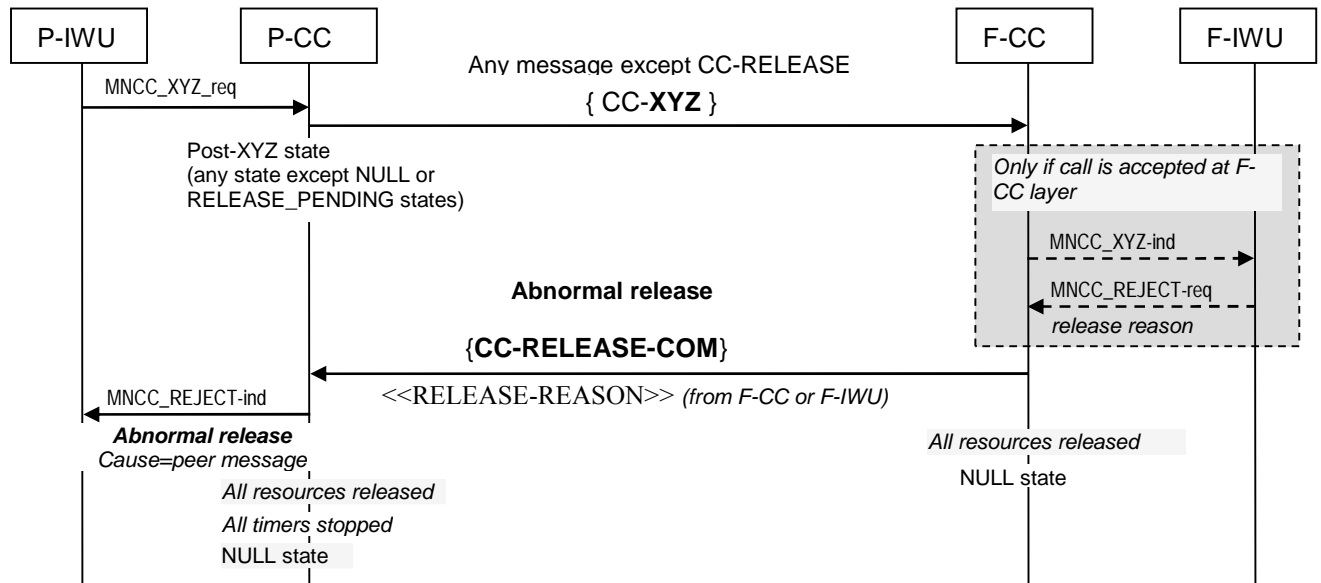 P-IWU
P-CC
F-CC
F-IWU
Any message except CC-RELEASE
MNCC_XYZ_req
{ CC-XYZ }
Post-XYZ state
(any state except NULL or
RELEASE_PENDING states)
Only if call is accepted at F-
CC layer
MNCC_XYZ-ind
MNCC_REJECT-req
release reason
Abnormal release
{CC-RELEASE-COM}
<<RELEASE-REASON>> (from F-CC or F-IWU)
MNCC_REJECT-ind
Abnormal release
Cause=peer message
All resources released
NULL state
All resources released
All timers stopped
NULL state